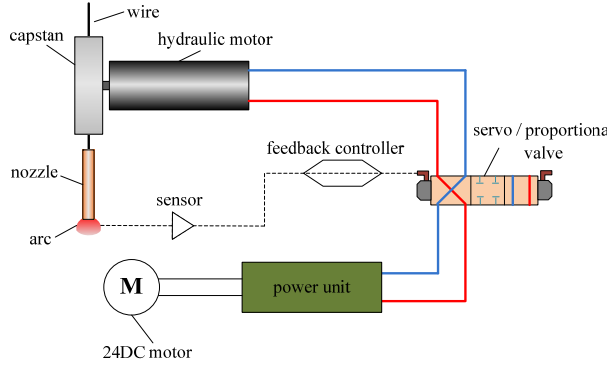 wire
capstan
hydraulic motor
servo / proportiona
valve
feedback controller
nozzle
sensor
arc
M
power unit
24DC motor